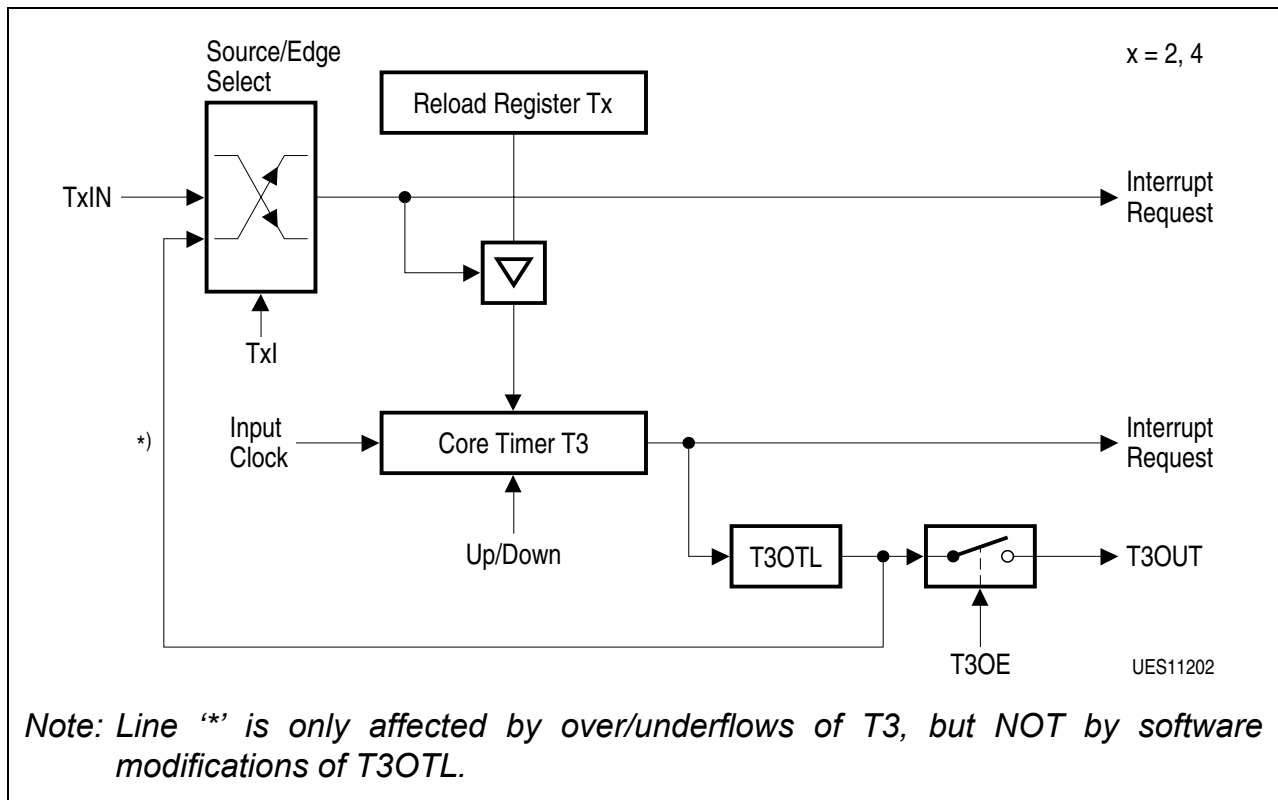 Source/Edge
Select
x = 2, 4
Reload Register Tx
TxIN
Interrupt
Request
TxI
*)
Input
Clock
Core Timer T3
Interrupt
Request
Up/Down
T3OTL
T3OUT
T3OE
UES11202
Note: Line ‘*’ is only affected by over/underflows of T3, but NOT by software
modifications of T3OTL.